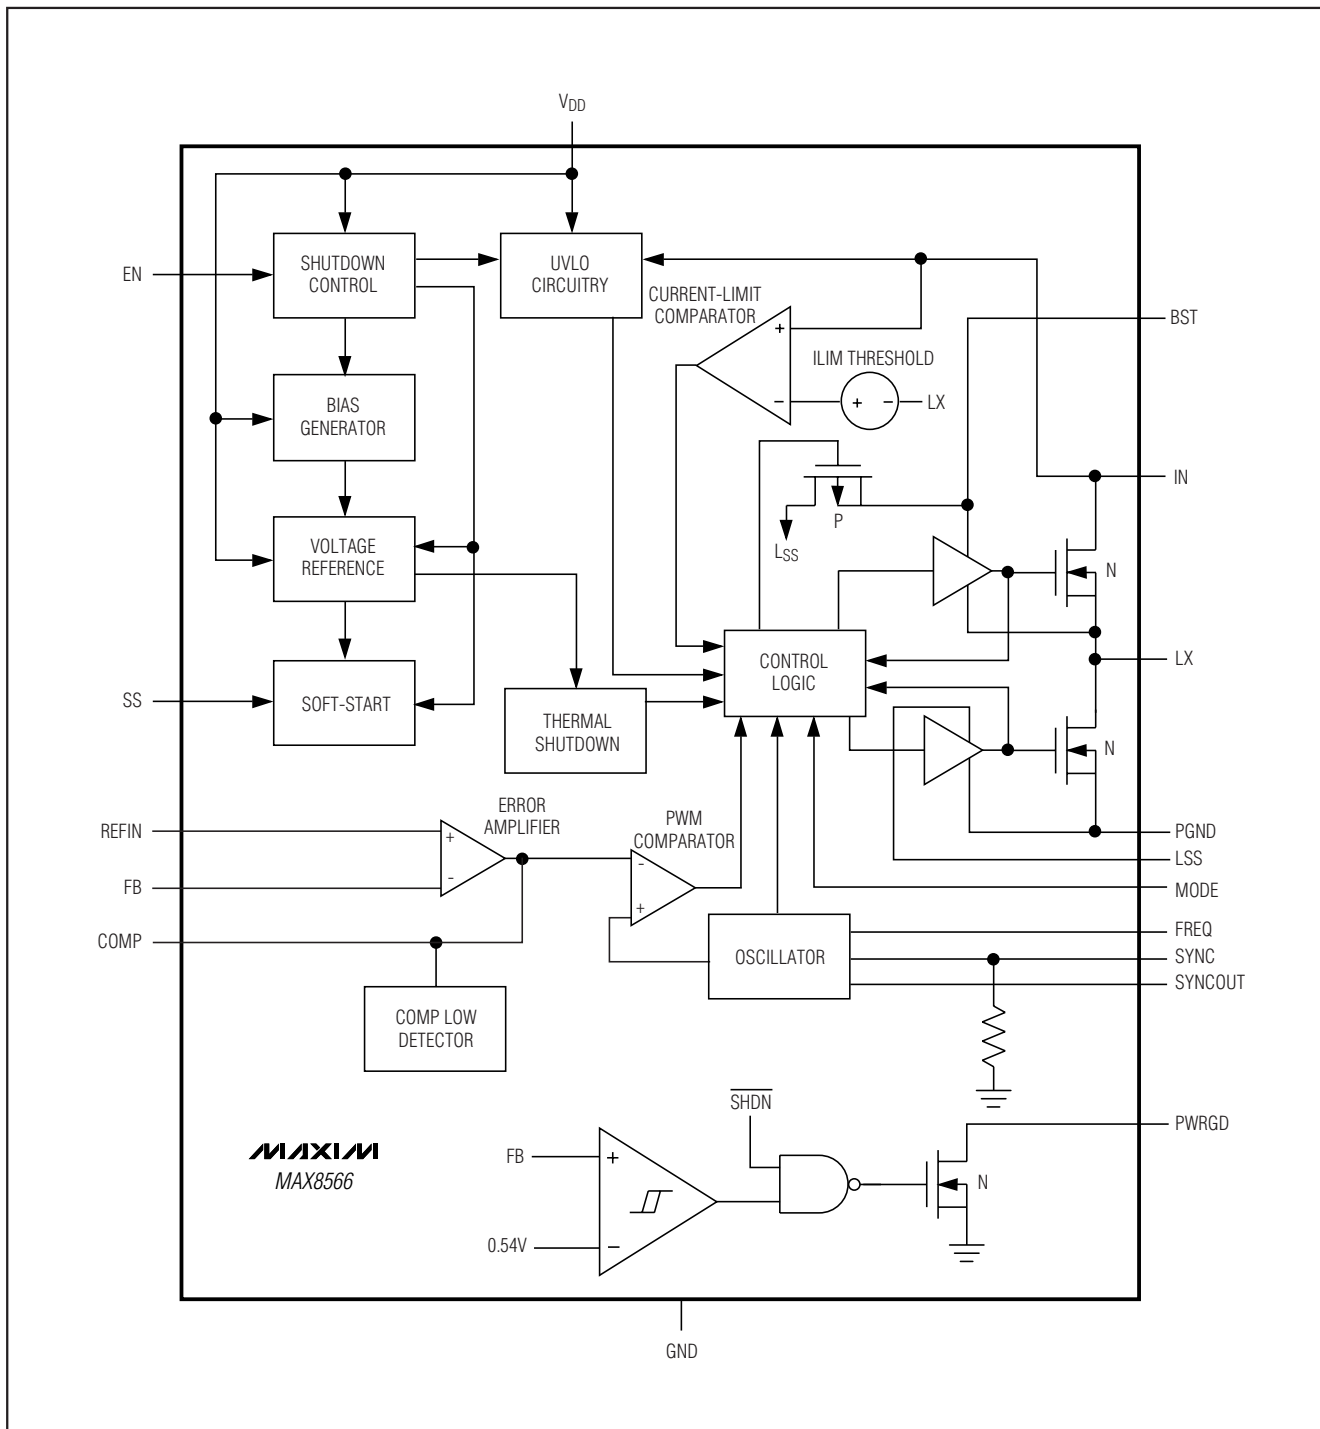 VDD
EN
SHUTDOWN
CONTROL
UVLO
CIRCUITRY
CURRENT-LIMIT
COMPARATOR
+
−
ILIM THRESHOLD
+ −
LX
BST
BIAS
GENERATOR
IN
P
LSS
VOLTAGE
REFERENCE
N
SS
SOFT-START
THERMAL
SHUTDOWN
CONTROL
LOGIC
LX
N
REFIN
FB
+
-
ERROR
AMPLIFIER
PWM
COMPARATOR
-
+
PGND
LSS
MODE
COMP
COMP LOW
DETECTOR
OSCILLATOR
FREQ
SYNC
SYNCOUT
MAXIM
MAX8566
SHDN
FB
+
0.54V
−
N
PWRGD
GND